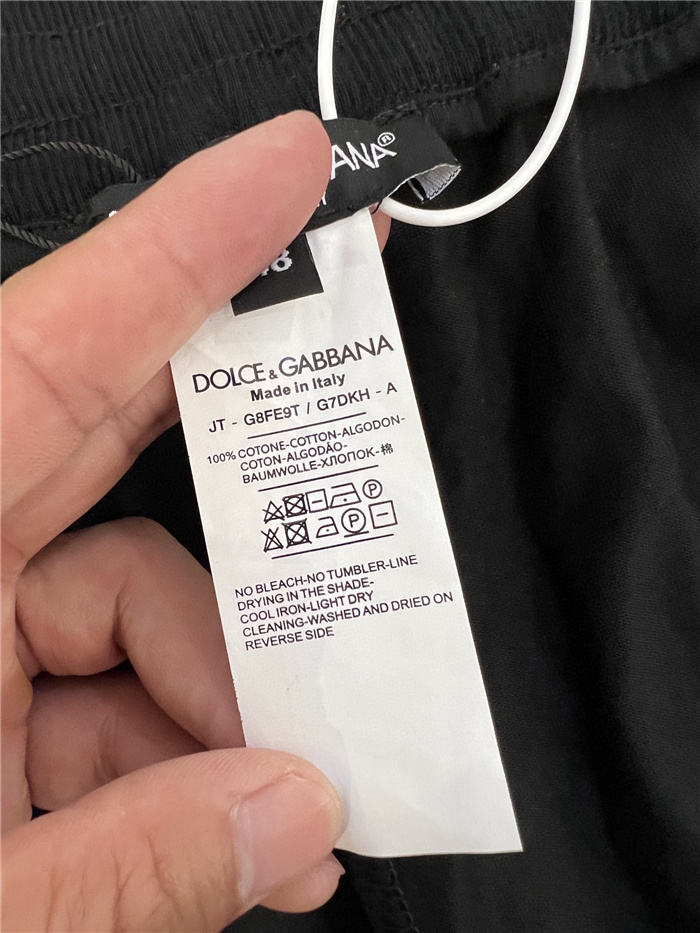 ANA®
8
DOLCE & GABBANA
Made in Italy
JT - G8FE9T / G7DKH - A
100% COTONE-COTTON-ALGODON-
COTON-ALGODÃO-
BAUMWOLLE-ХЛОПОК-棉
P
P
NO BLEACH-NO TUMBLER-LINE
DRYING IN THE SHADE-
COOL IRON-LIGHT DRY
CLEANING-WASHED AND DRIED ON
REVERSE SIDE